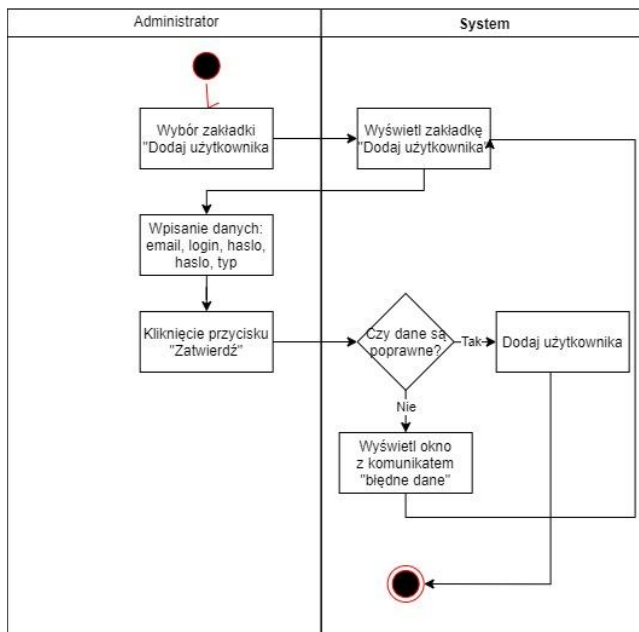 Administrator
System
Wybór zakładki
"Dodaj użytkownika
Wyświetl zakładkę
"Dodaj użytkownika"
Wpisanie danych:
email, login, haslo,
haslo, typ
Kliknięcie przycisku
"Zatwierdź"
Czy dane są
poprawne?
Tak
Dodaj użytkownika
Nie
Wyświetl okno
z komunikatem
"błędne dane"